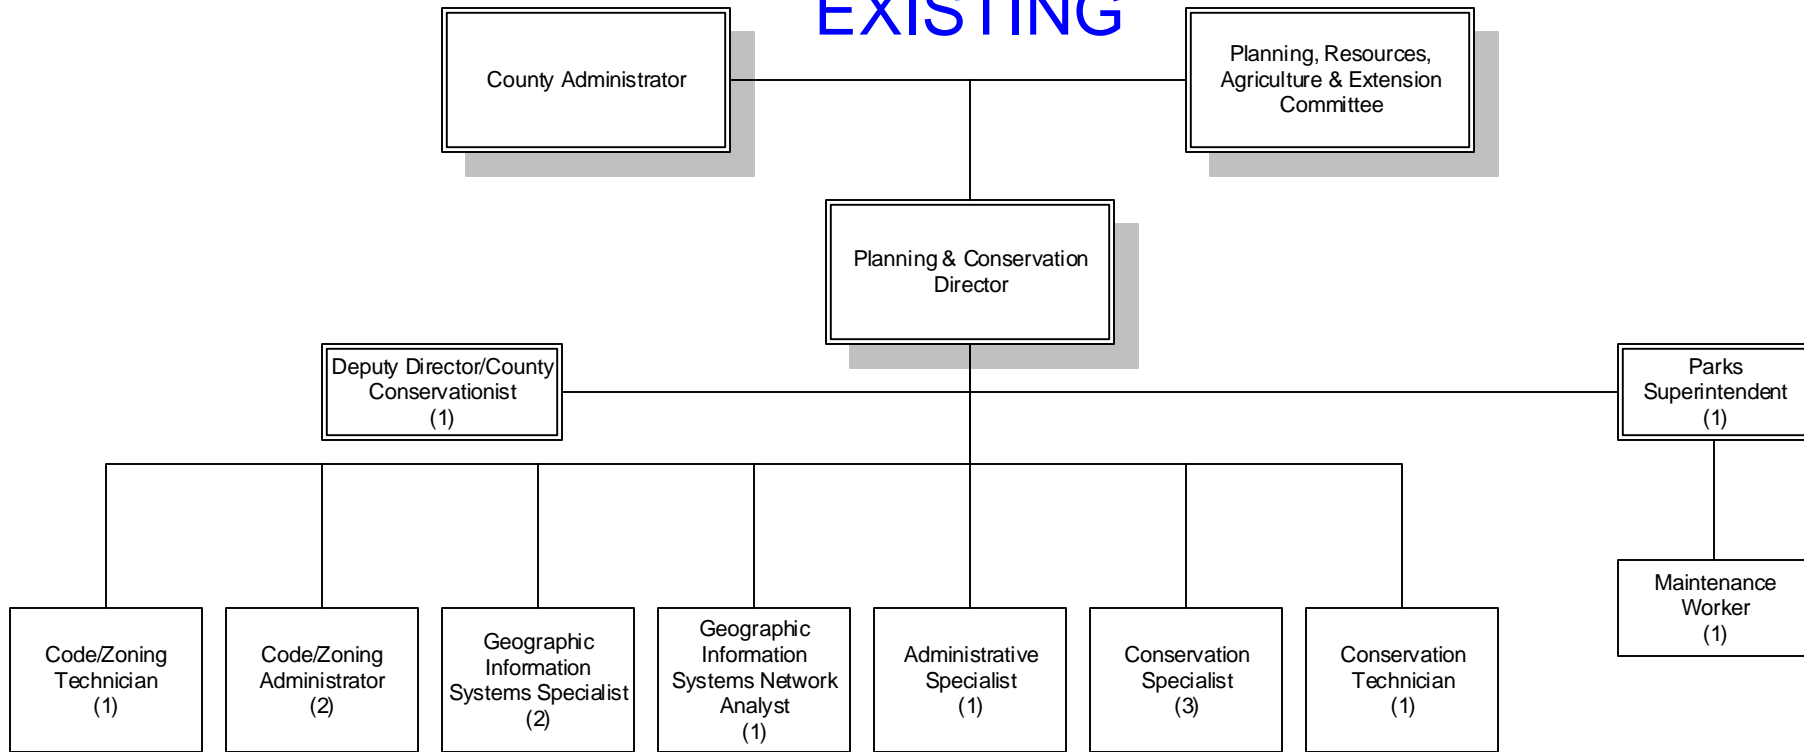 EXISTING
County Administrator
Planning, Resources,
Agriculture & Extension
Committee
Planning & Conservation
Director
Deputy Director/County
Conservationist
(1)
Parks
Superintendent
(1)
Maintenance
Worker
(1)
Code/Zoning
Technician
(1)
Code/Zoning
Administrator
(2)
Geographic
Information
Systems Specialist
(2)
Geographic
Information
Systems Network
Analyst
(1)
Administrative
Specialist
(1)
Conservation
Specialist
(3)
Conservation
Technician
(1)